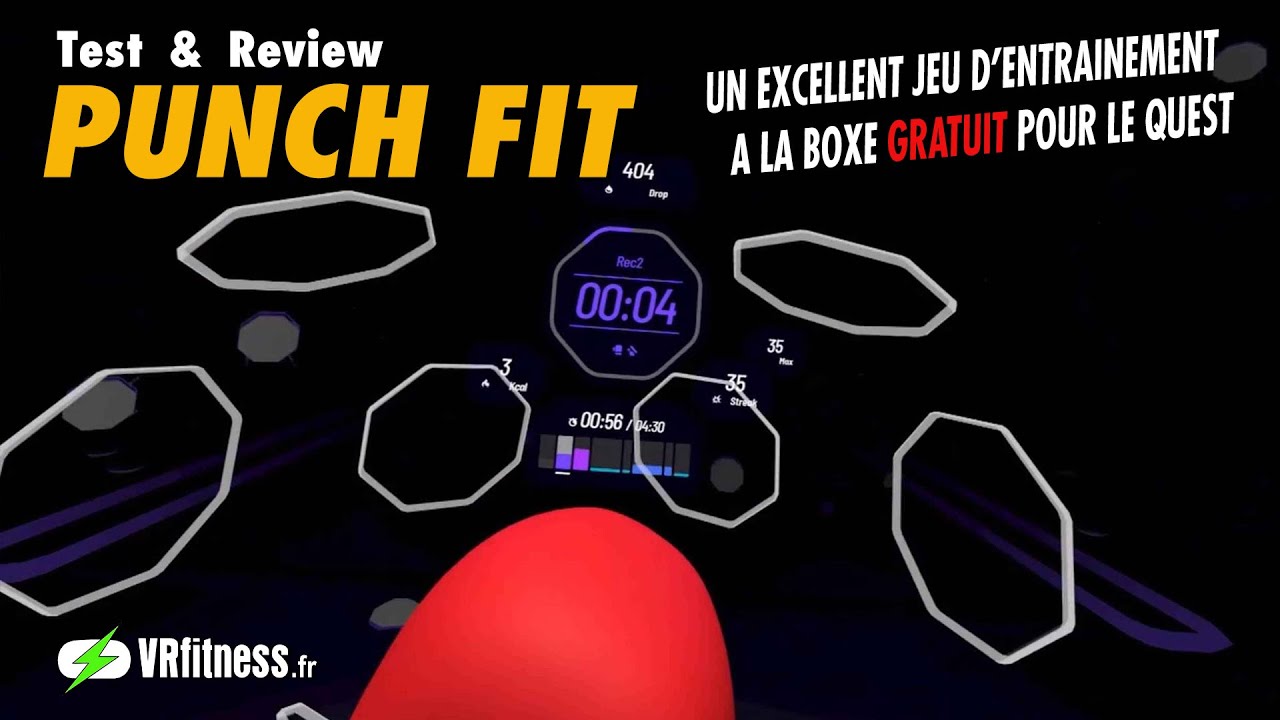 Test & Review
PUNCH FIT
UN EXCELLENT JEU D'ENTRAINEMENT
A LA BOXE GRATUIT POUR LE QUEST
404
Drop
Rec2
00:04
35
Max
3
Kcal
35
Streak
00:56 / 04:30
VRfitness.fr